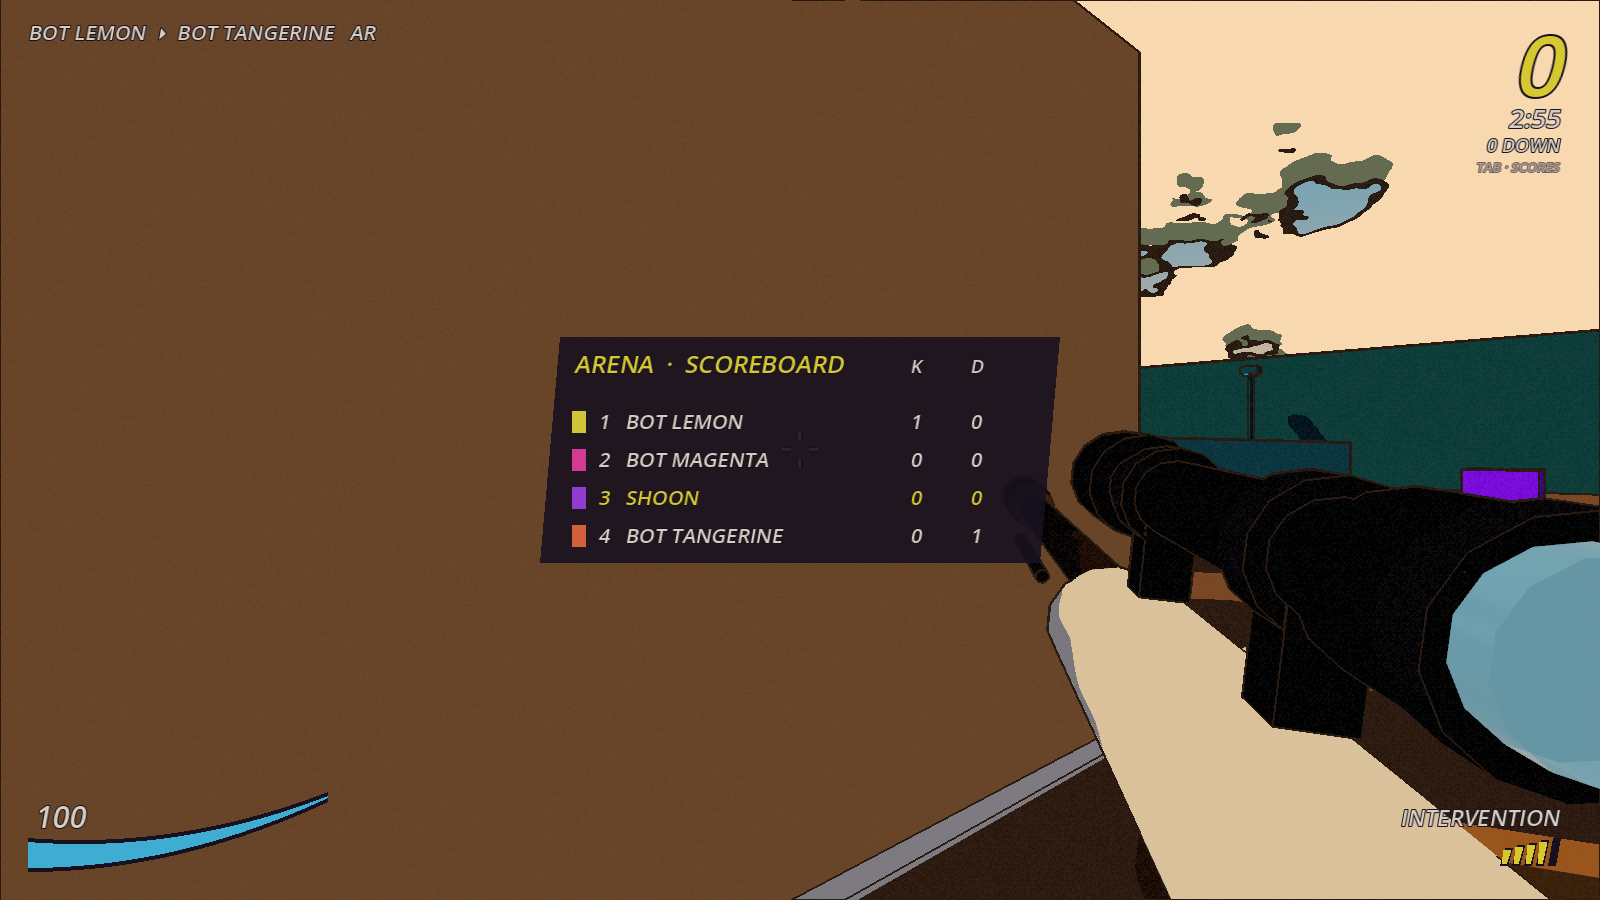 BOT LEMON BOT TANGERINE AR
0
2:55
0 DOWN
TAB · SCORES
ARENA · SCOREBOARD K D
1 BOT LEMON 1 0
2 BOT MAGENTA 0 0
3 SHOON 0 0
4 BOT TANGERINE 0 1
100
INTERVENTION